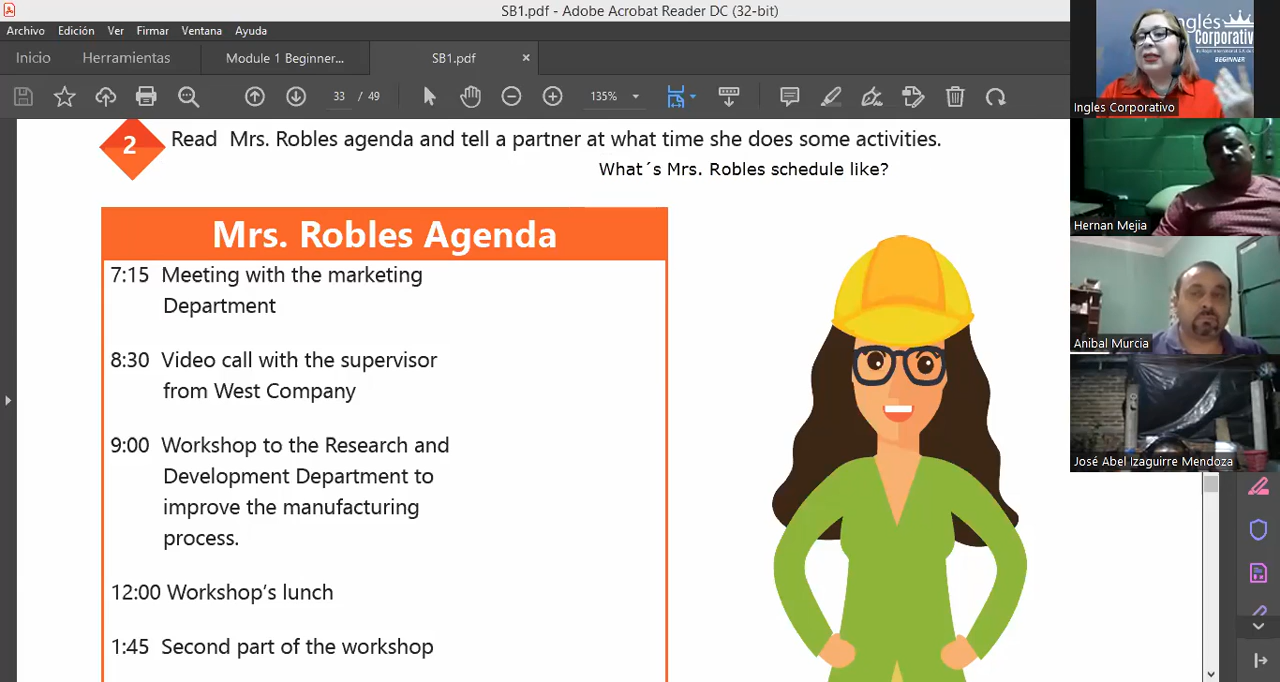 SB1.pdf - Adobe Acrobat Reader DC (32-bit)
Archivo Edición Ver Firmar Ventana Ayuda
Inicio Herramientas Module 1 Beginner... SB1.pdf ×
33 / 49 135%
2 Read Mrs. Robles agenda and tell a partner at what time she does some activities.
What´s Mrs. Robles schedule like?
Mrs. Robles Agenda
7:15 Meeting with the marketing
Department
8:30 Video call with the supervisor
from West Company
9:00 Workshop to the Research and
Development Department to
improve the manufacturing
process.
12:00 Workshop’s lunch
1:45 Second part of the workshop
Inglés
Corporativo
BEGINNER
Ingles Corporativo
Hernan Mejia
Anibal Murcia
José Abel Izaguirre Mendoza